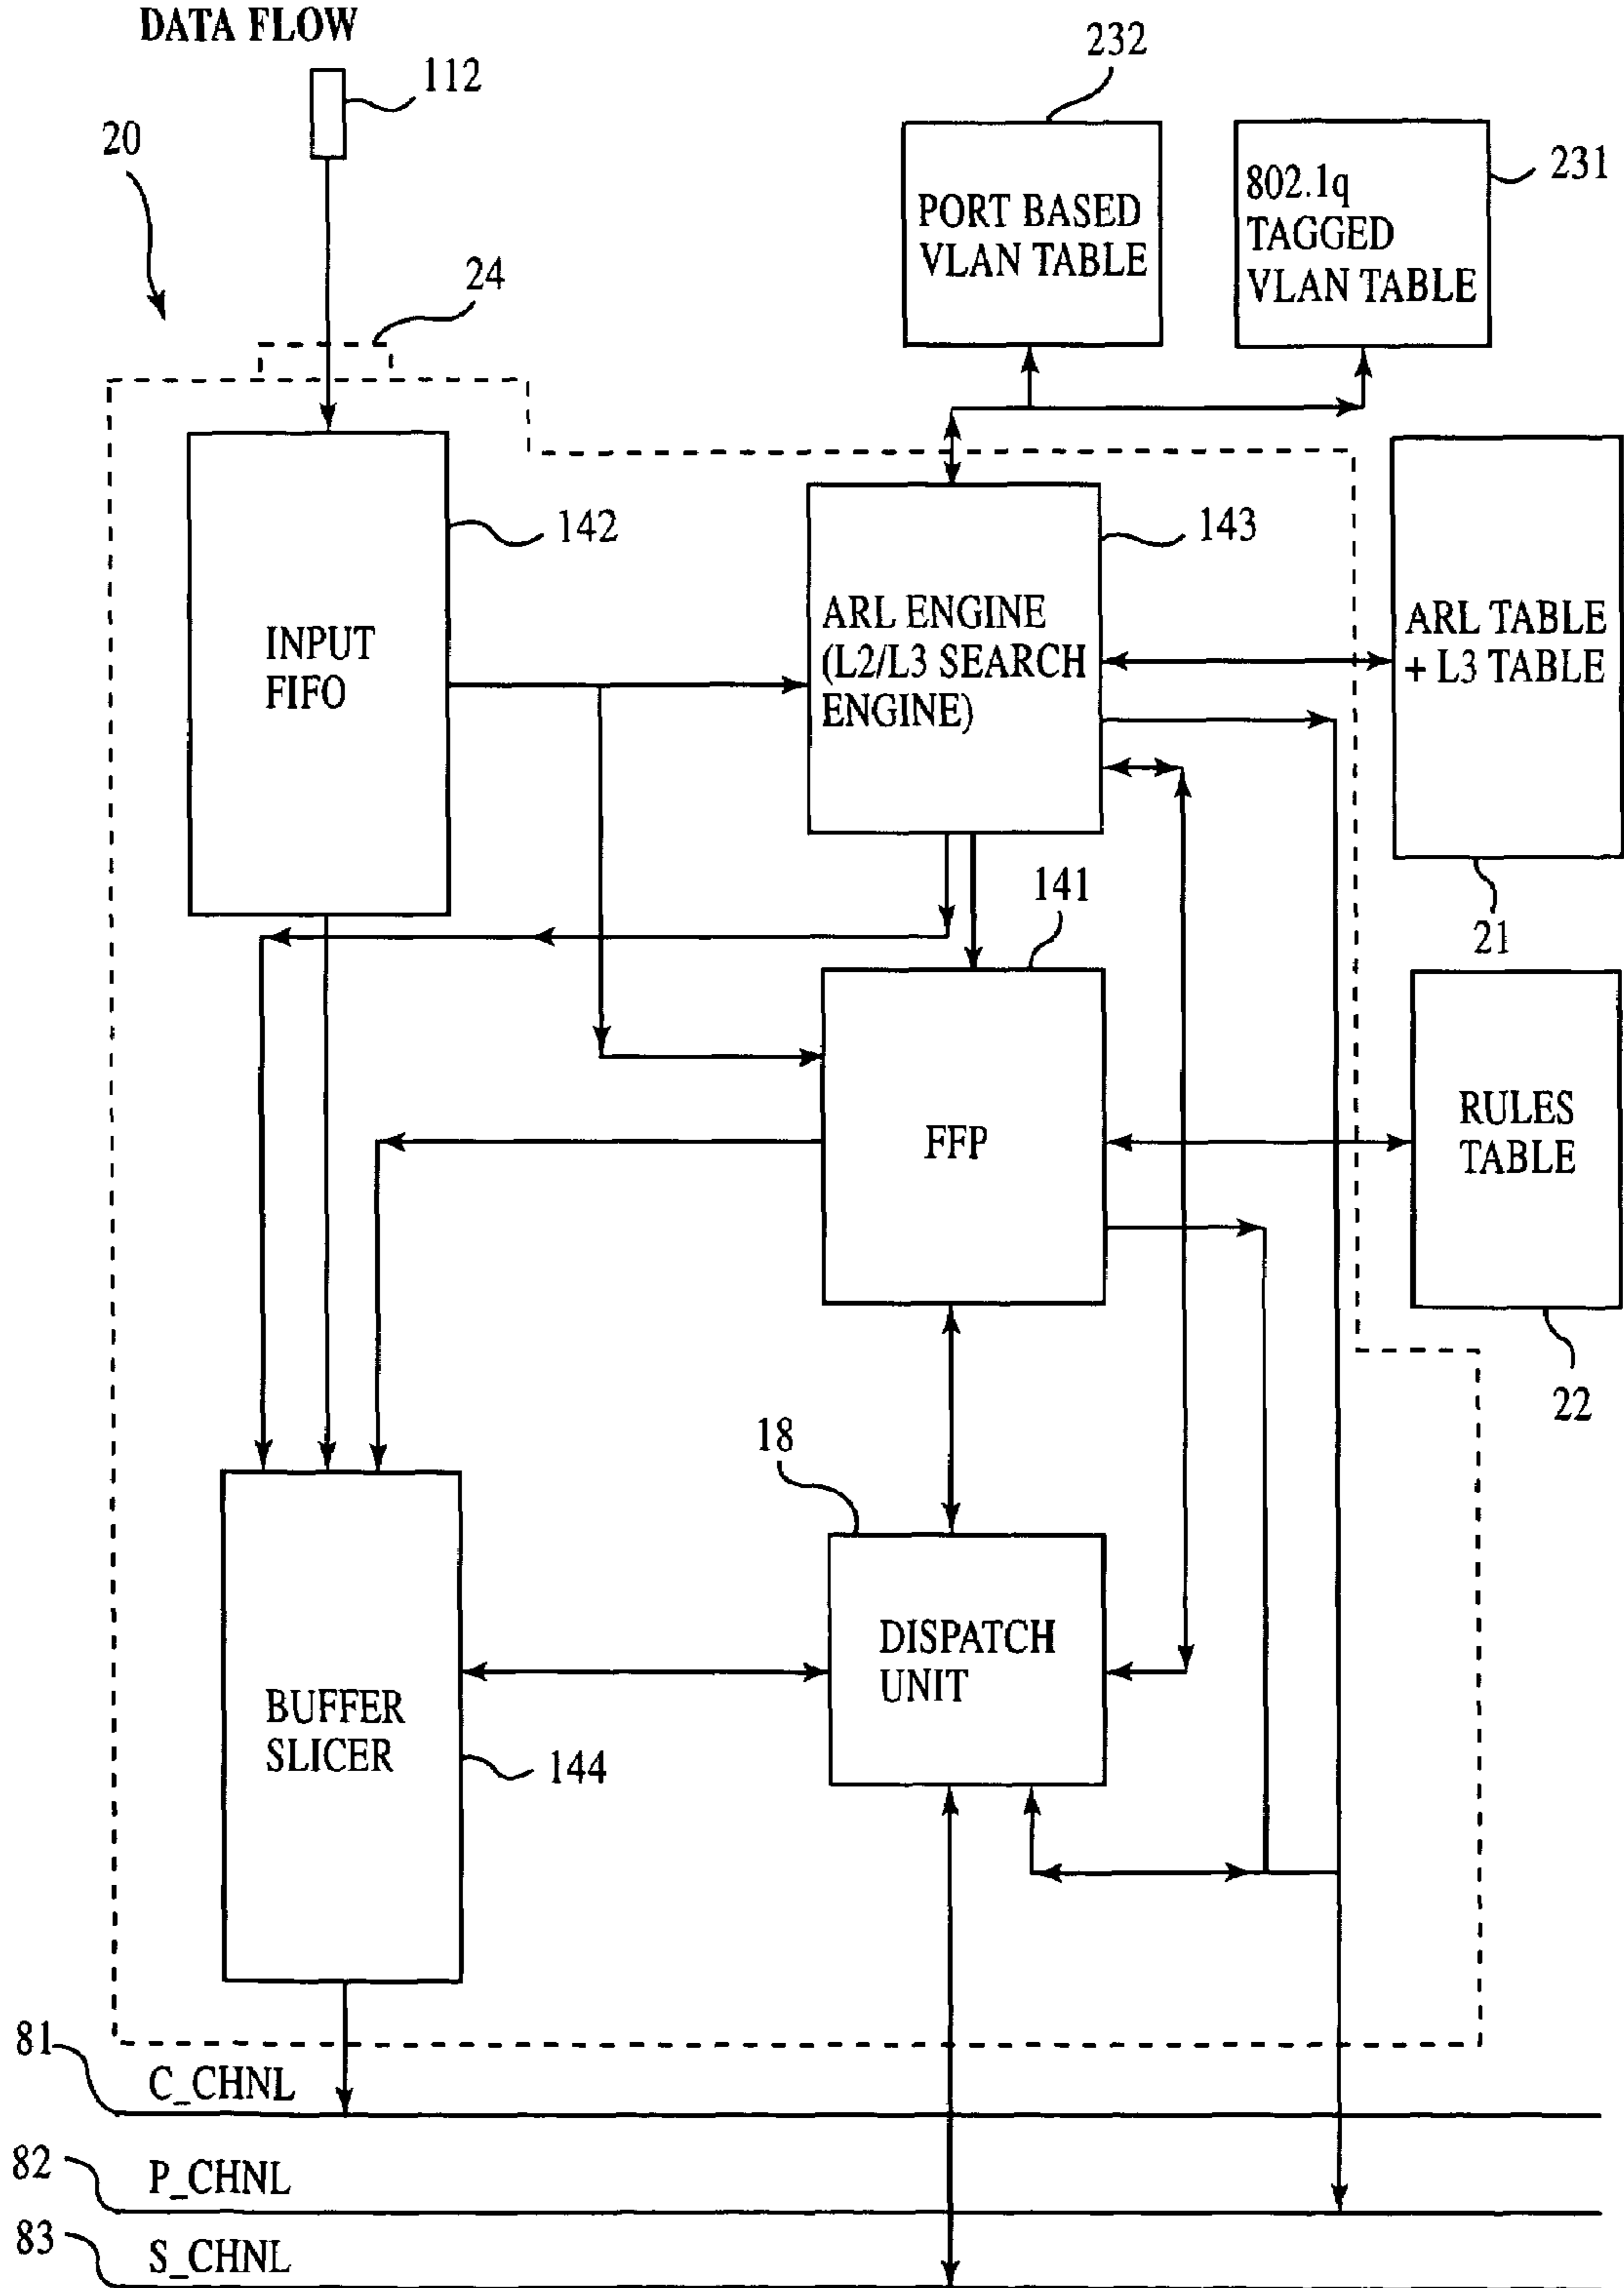 DATA FLOW
112
20
24
232
231
PORT BASED
VLAN TABLE
802.1q
TAGGED
VLAN TABLE
142
143
INPUT
FIFO
ARL ENGINE
(L2/L3 SEARCH
ENGINE)
ARL TABLE
+ L3 TABLE
21
141
FFP
RULES
TABLE
22
18
DISPATCH
UNIT
BUFFER
SLICER
144
81
C_CHNL
82
P_CHNL
83
S_CHNL